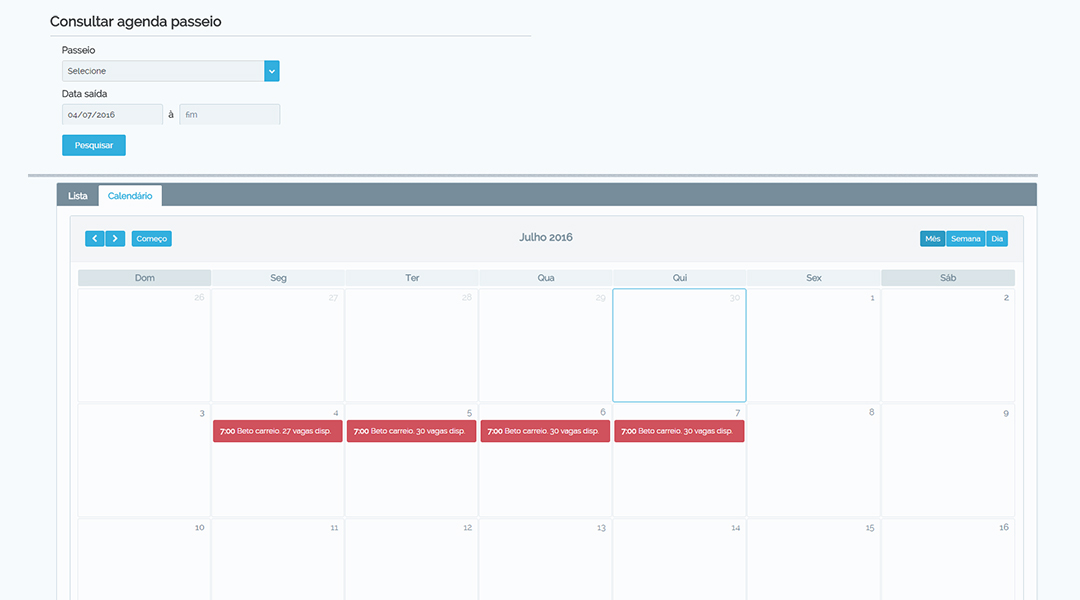 Consultar agenda passeio
Passeio
Selecione
Data saída
04/07/2016 à fim
Pesquisar
Lista Calendário
Começo Julho 2016 Mês Semana Dia
Dom Seg Ter Qua Qui Sex Sáb
26 27 28 29 30 1 2
3 4 5 6 7 8 9
7:00 Beto carreio. 27 vagas disp. 7:00 Beto carreio. 30 vagas disp. 7:00 Beto carreio. 30 vagas disp. 7:00 Beto carreio. 30 vagas disp.
10 11 12 13 14 15 16